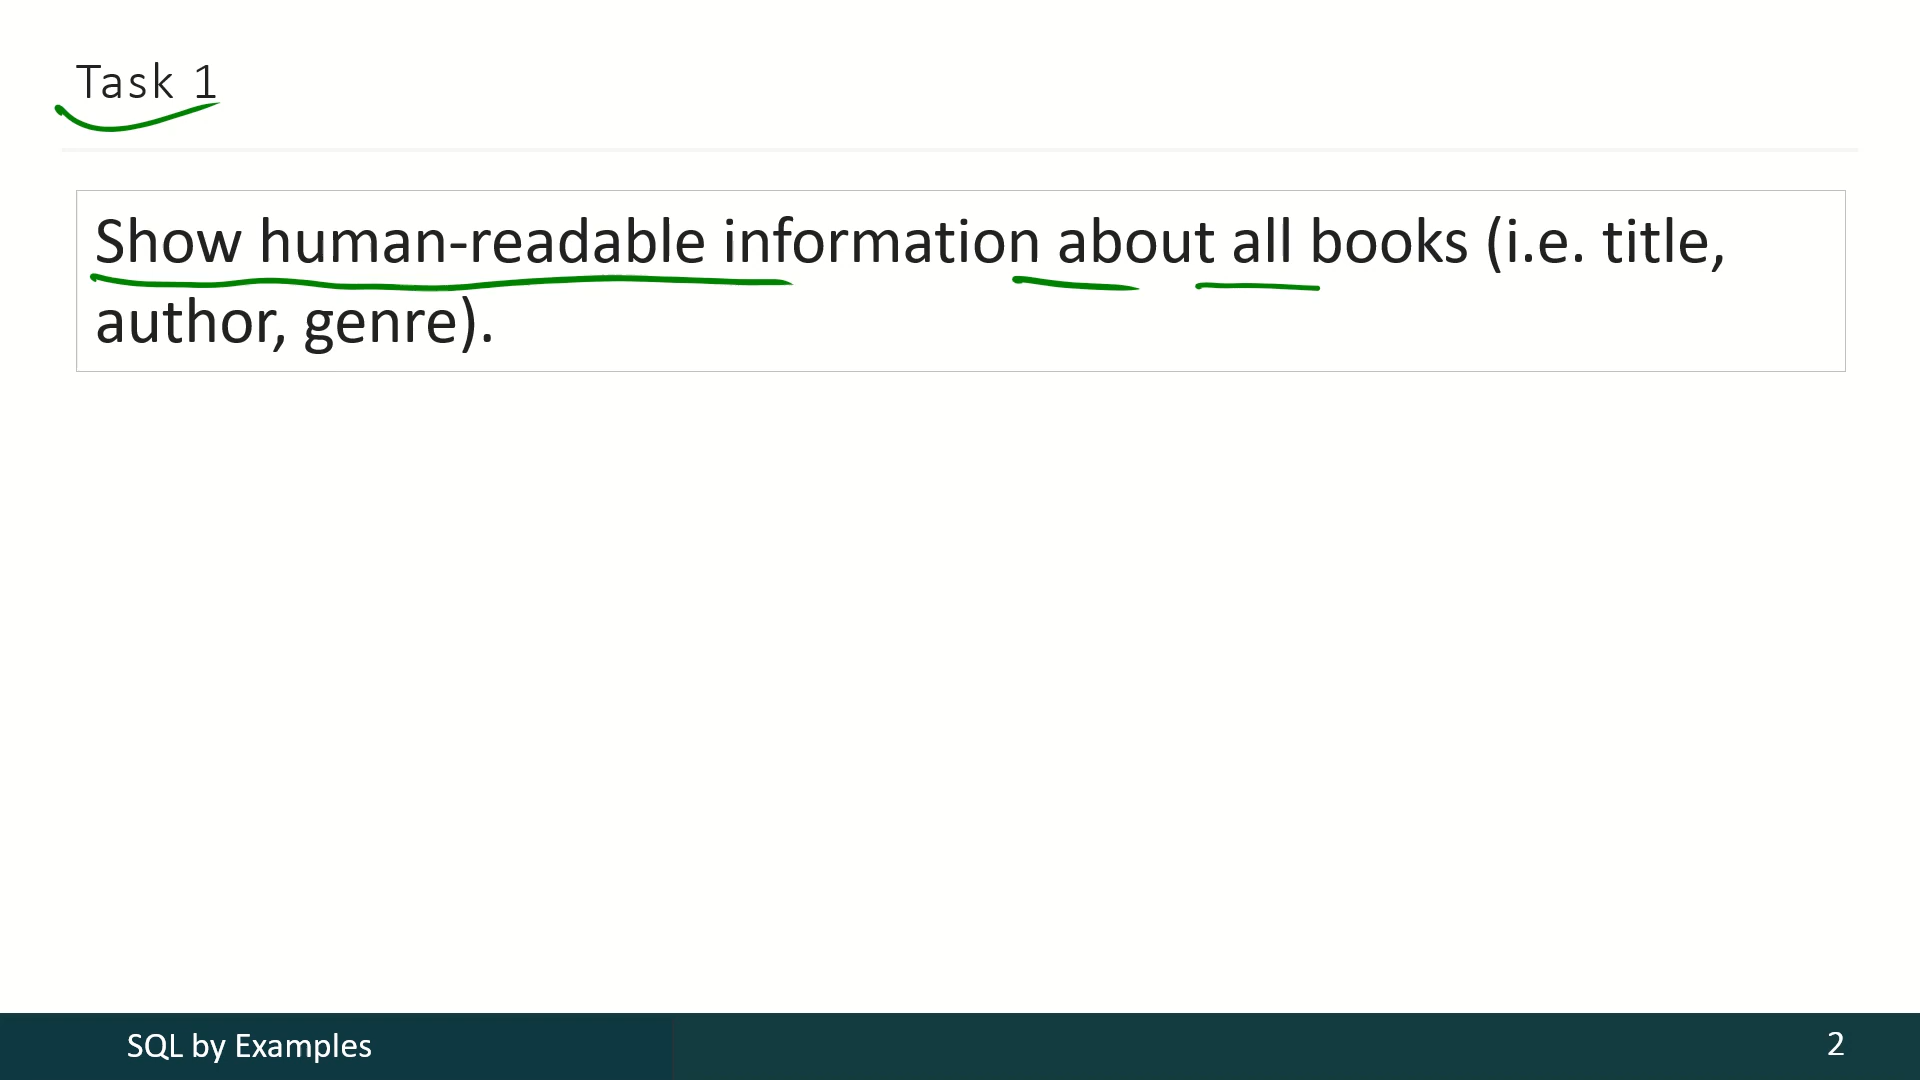 Task 1
Show human-readable information about all books (i.e. title,
author, genre).
SQL by Examples
2